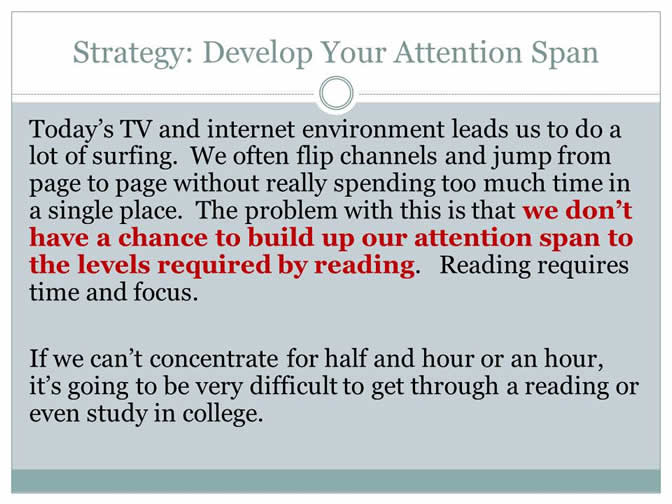 Strategy: Develop Your Attention Span
Today’s TV and internet environment leads us to do a
lot of surfing.  We often flip channels and jump from
page to page without really spending too much time in
a single place.  The problem with this is that we don’t
have a chance to build up our attention span to
the levels required by reading.   Reading requires
time and focus.
If we can’t concentrate for half and hour or an hour,
it’s going to be very difficult to get through a reading or
even study in college.